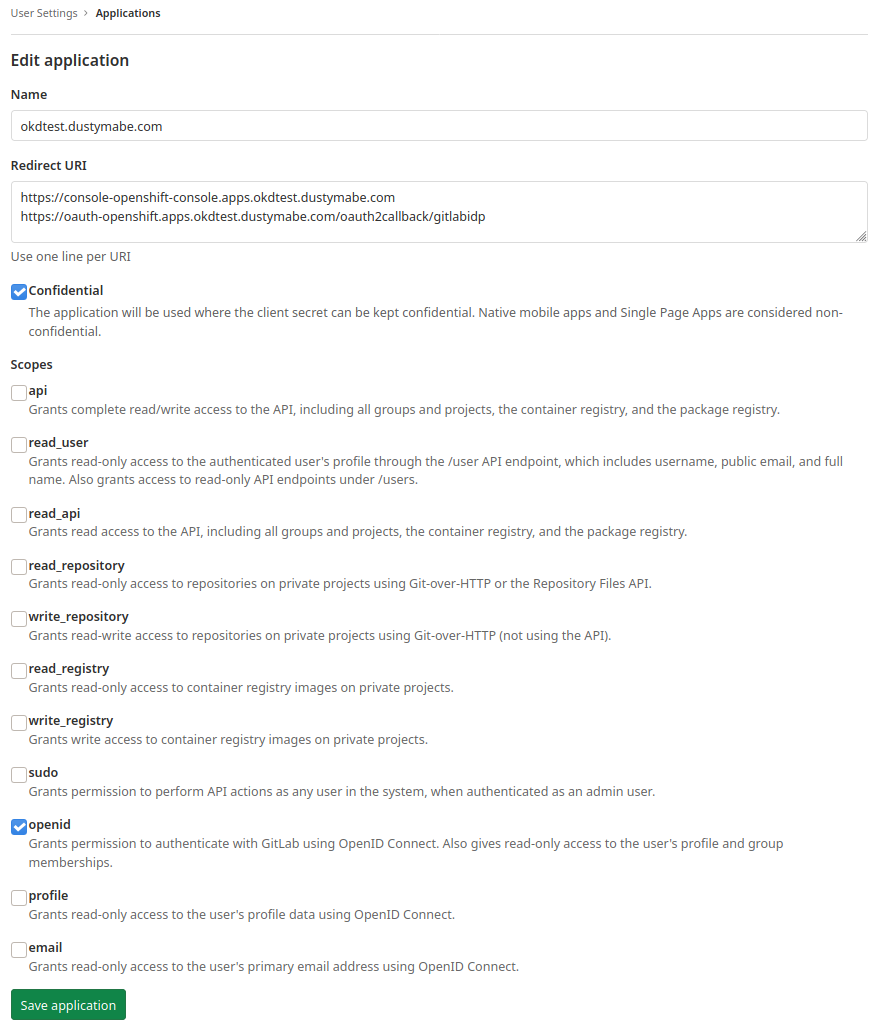 User Settings › Applications
Edit application
Name
okdtest.dustymabe.com
Redirect URI
https://console-openshift-console.apps.okdtest.dustymabe.com
https://oauth-openshift.apps.okdtest.dustymabe.com/oauth2callback/gitlabidp
Use one line per URI
Confidential
The application will be used where the client secret can be kept confidential. Native mobile apps and Single Page Apps are considered non-
confidential.
Scopes
api
Grants complete read/write access to the API, including all groups and projects, the container registry, and the package registry.
read_user
Grants read-only access to the authenticated user's profile through the /user API endpoint, which includes username, public email, and full
name. Also grants access to read-only API endpoints under /users.
read_api
Grants read access to the API, including all groups and projects, the container registry, and the package registry.
read_repository
Grants read-only access to repositories on private projects using Git-over-HTTP or the Repository Files API.
write_repository
Grants read-write access to repositories on private projects using Git-over-HTTP (not using the API).
read_registry
Grants read-only access to container registry images on private projects.
write_registry
Grants write access to container registry images on private projects.
sudo
Grants permission to perform API actions as any user in the system, when authenticated as an admin user.
openid
Grants permission to authenticate with GitLab using OpenID Connect. Also gives read-only access to the user's profile and group
memberships.
profile
Grants read-only access to the user's profile data using OpenID Connect.
email
Grants read-only access to the user's primary email address using OpenID Connect.
Save application